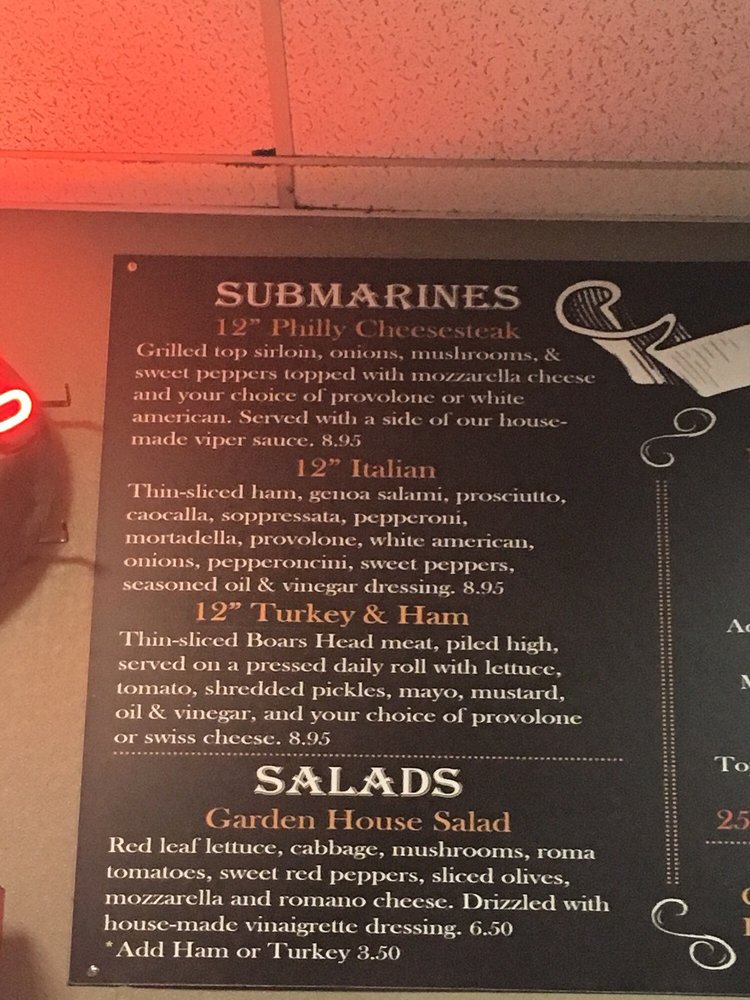 SUBMARINES
12" Philly Cheesesteak
Grilled top sirloin, onions, mushrooms, &
sweet peppers topped with mozzarella cheese
and your choice of provolone or white
american. Served with a side of our house-
made viper sauce. 8.95
12" Italian
Thin-sliced ham, genoa salami, prosciutto,
caocalla, soppressata, pepperoni,
mortadella, provolone, white american,
onions, pepperoncini, sweet peppers,
seasoned oil & vinegar dressing. 8.95
12" Turkey & Ham
Thin-sliced Boars Head meat, piled high,
served on a pressed daily roll with lettuce,
tomato, shredded pickles, mayo, mustard,
oil & vinegar, and your choice of provolone
or swiss cheese. 8.95
SALADS
Garden House Salad
Red leaf lettuce, cabbage, mushrooms, roma
tomatoes, sweet red peppers, sliced olives,
mozzarella and romano cheese. Drizzled with
house-made vinaigrette dressing. 6.50
*Add Ham or Turkey 3.50
To
25